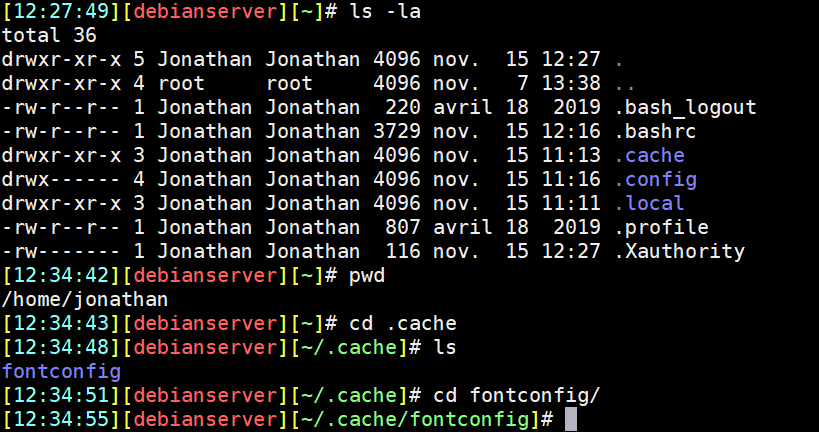 [12:27:49][debianserver][~]# ls -la
total 36
drwxr-xr-x 5 Jonathan Jonathan 4096 nov.  15 12:27 .
drwxr-xr-x 4 root     root     4096 nov.   7 13:38 ..
-rw-r--r-- 1 Jonathan Jonathan  220 avril 18  2019 .bash_logout
-rw-r--r-- 1 Jonathan Jonathan 3729 nov.  15 12:16 .bashrc
drwxr-xr-x 3 Jonathan Jonathan 4096 nov.  15 11:13 .cache
drwx------ 4 Jonathan Jonathan 4096 nov.  15 11:16 .config
drwxr-xr-x 3 Jonathan Jonathan 4096 nov.  15 11:11 .local
-rw-r--r-- 1 Jonathan Jonathan  807 avril 18  2019 .profile
-rw------- 1 Jonathan Jonathan  116 nov.  15 12:27 .Xauthority
[12:34:42][debianserver][~]# pwd
/home/jonathan
[12:34:43][debianserver][~]# cd .cache
[12:34:48][debianserver][~/.cache]# ls
fontconfig
[12:34:51][debianserver][~/.cache]# cd fontconfig/
[12:34:55][debianserver][~/.cache/fontconfig]#